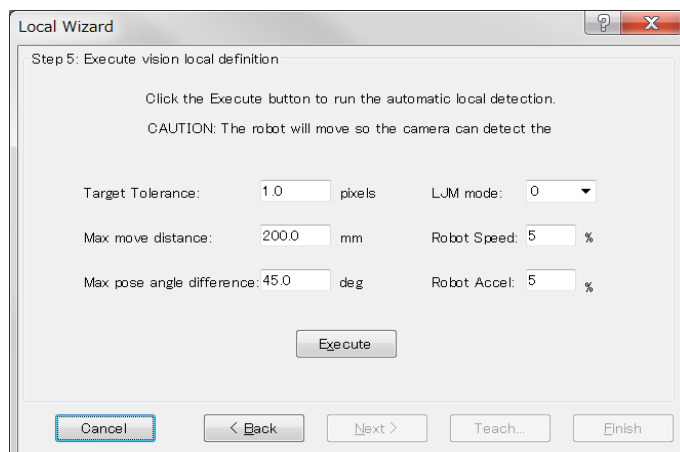 Local Wizard
Step 5: Execute vision local definition
Click the Execute button to run the automatic local detection.
CAUTION: The robot will move so the camera can detect the
Target Tolerance: 1.0 pixels LJM mode: 0
Max move distance: 200.0 mm Robot Speed: 5 %
Max pose angle difference: 45.0 deg Robot Accel: 5 %
Execute
Cancel < Back Next > Teach... Finish